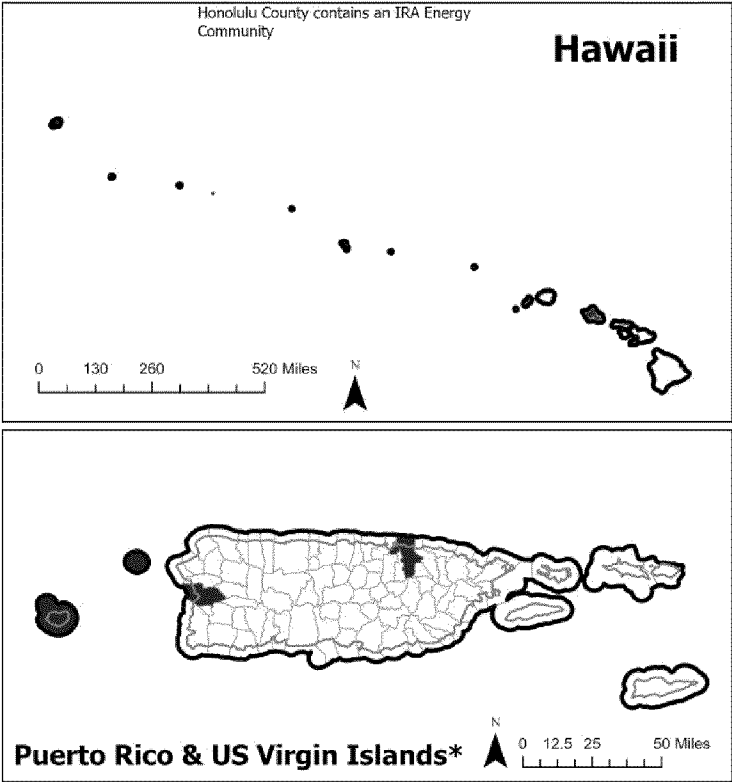 Honolulu County contains an IRA Energy
Community
Hawaii
0 130 260 520 Miles
N
N
Puerto Rico & US Virgin Islands*
0 12.5 25 50 Miles